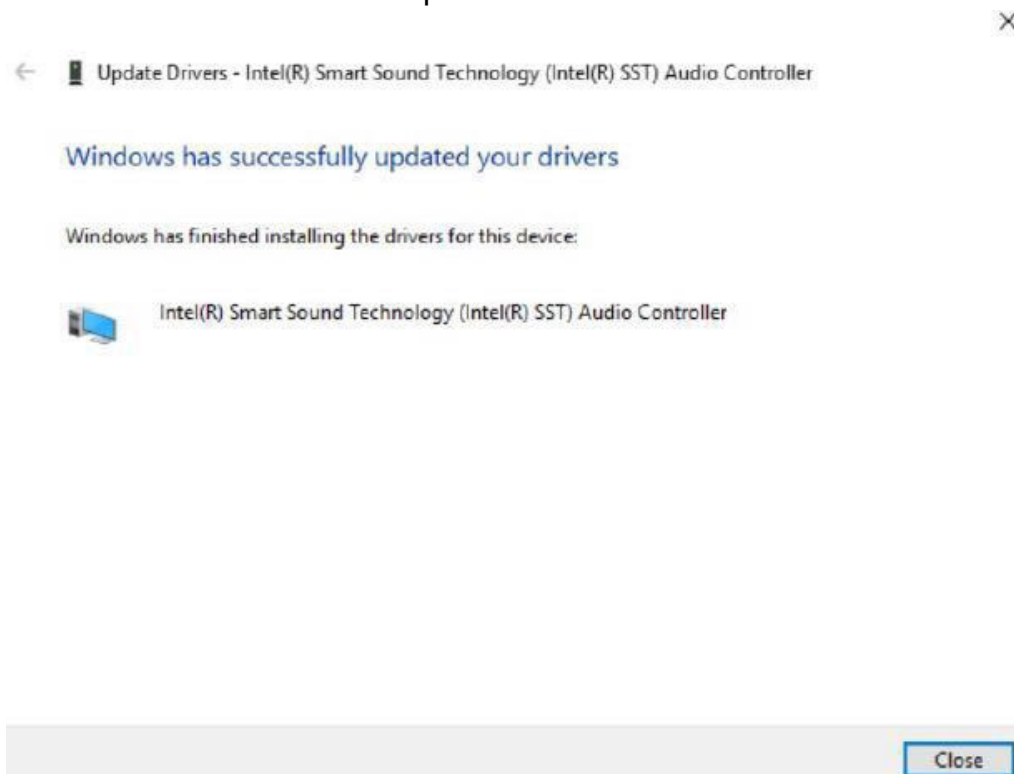 Update Drivers - Intel(R) Smart Sound Technology (Intel(R) SST) Audio Controller
Windows has successfully updated your drivers
Windows has finished installing the drivers for this device:
Intel(R) Smart Sound Technology (Intel(R) SST) Audio Controller
Close